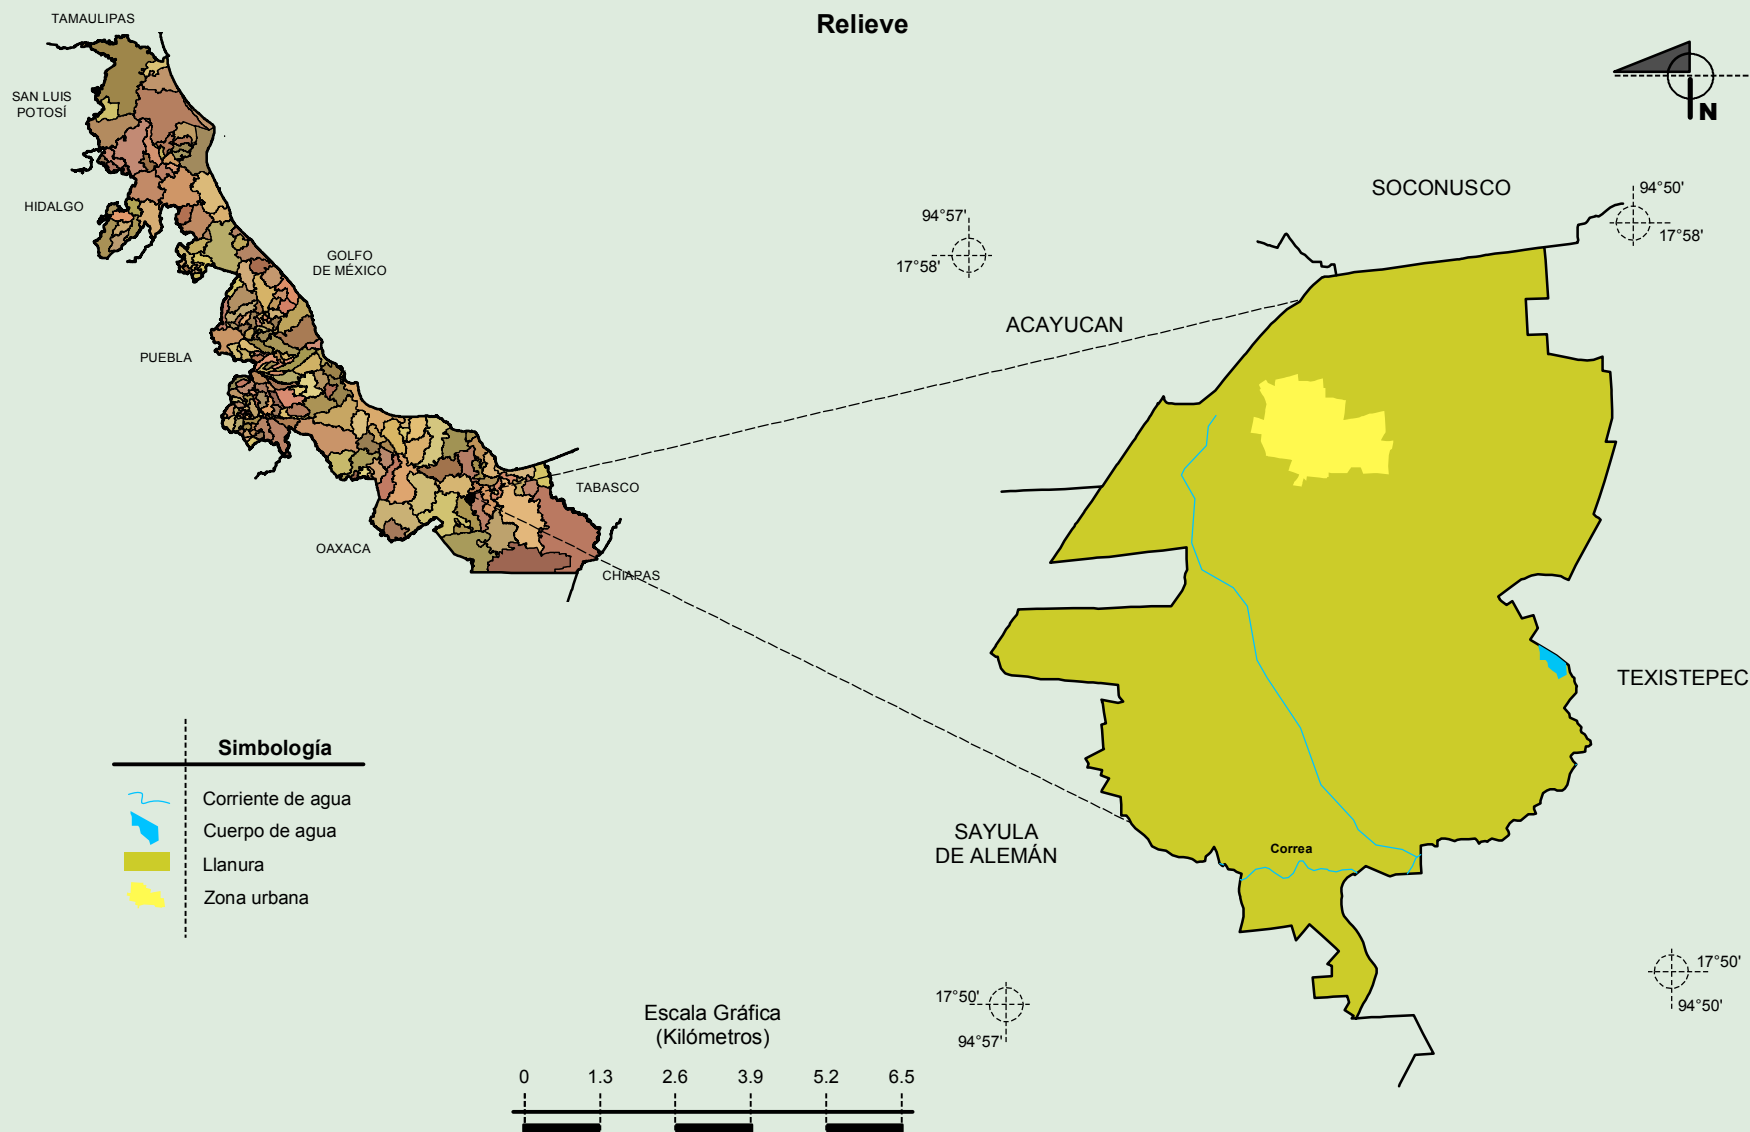 Relieve
TAMAULIPAS
SAN LUIS
POTOSÍ
HIDALGO
GOLFO
DE MÉXICO
PUEBLA
TABASCO
OAXACA
CHIAPAS
N
SOCONUSCO
94°50'
17°58'
94°57'
17°58'
ACAYUCAN
TEXISTEPEC
SAYULA
DE ALEMÁN
Correa
17°50'
94°50'
17°50'
94°57'
Simbología
Corriente de agua
Cuerpo de agua
Llanura
Zona urbana
Escala Gráfica
(Kilómetros)
0 1.3 2.6 3.9 5.2 6.5